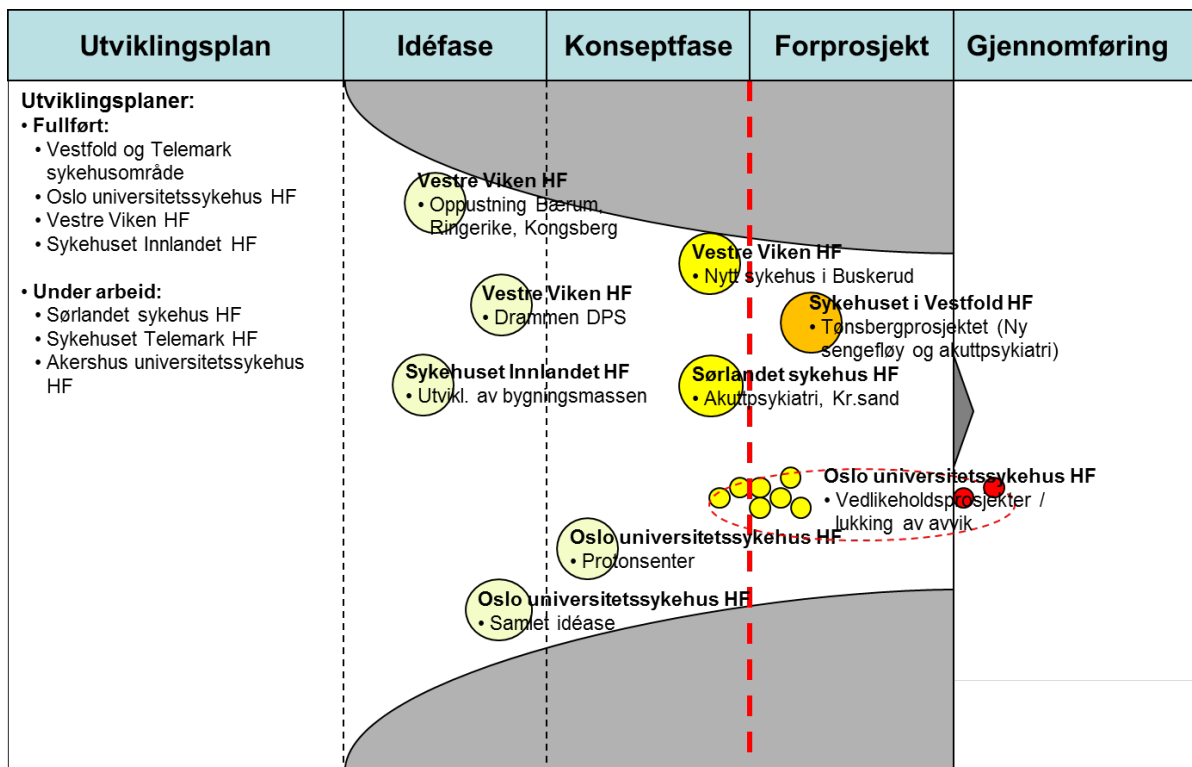 Utviklingsplan
Idéfase
Konseptfase
Forprosjekt
Gjennomføring
Utviklingsplaner:
• Fullført:
• Vestfold og Telemark
sykehusområde
• Oslo universitetssykehus HF
• Vestre Viken HF
• Sykehuset Innlandet HF
• Under arbeid:
• Sørlandet sykehus HF
• Sykehuset Telemark HF
• Akershus universitetssykehus
HF
Vestre Viken HF
• Oppustning Bærum,
Ringerike, Kongsberg
Vestre Viken HF
• Nytt sykehus i Buskerud
Vestre Viken HF
• Drammen DPS
Sykehuset i Vestfold HF
• Tønsbergprosjektet (Ny
sengefløy og akuttpsykiatri)
Sykehuset Innlandet HF
• Utvikl. av bygningsmassen
Sørlandet sykehus HF
• Akuttpsykiatri, Kr.sand
Oslo universitetssykehus HF
• Vedlikeholdsprosjekter /
lukking av avvik
Oslo universitetssykehus HF
• Protonsenter
Oslo universitetssykehus HF
• Samlet idéase